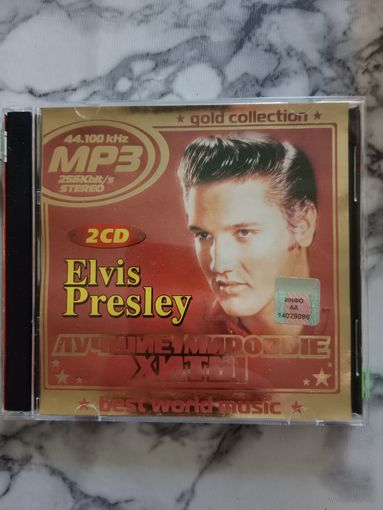 ★ gold collection ★
44.100 kHz
MP3
256Kbit/s
STEREO
2CD
Elvis
Presley
ИНФО
АА
14028086
ЛУЧШИЕ МИРОВЫЕ
ХИТЫ
★ best world music ★